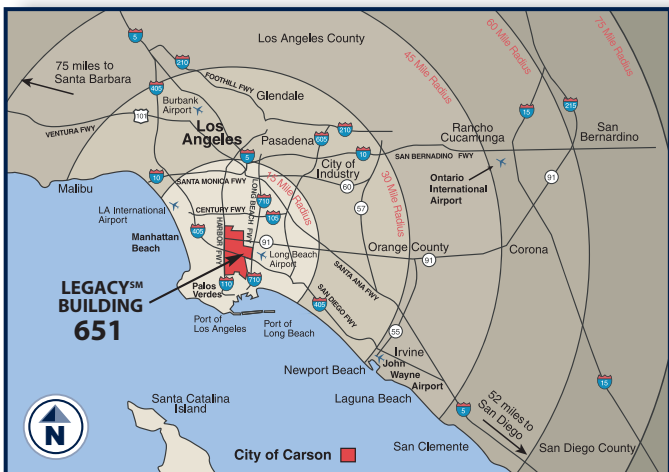 5
210
Los Angeles County
60 Mile Radius
75 Mile Radius
45 Mile Radius
75 miles to
Santa Barbara
405
FOOTHILL FWY
Glendale
15
215
Burbank
Airport
101
VENTURA FWY
Los
Angeles
Pasadena
605
210
Rancho
Cucamunga
San
Bernardino
5
10
SAN BERNARDINO FWY
City of
Industry
Malibu
10
SANTA MONICA FWY
LONG BEACH FWY
15 Mile Radius
60
30 Mile Radius
Ontario
International
Airport
91
LA International
Airport
CENTURY FWY
710
105
57
Manhattan
Beach
405
HARBOR FWY
91
Long Beach
Airport
Orange County
91
Corona
LEGACY℠
BUILDING
651
Palos
Verdes
110
710
SANTA ANA FWY
SAN DIEGO FWY
405
Port of
Los Angeles
Port of
Long Beach
55
Irvine
John
Wayne
Airport
Newport Beach
Laguna Beach
15
Santa Catalina
Island
5
52 miles to
San Diego
N
City of Carson
San Clemente
San Diego County